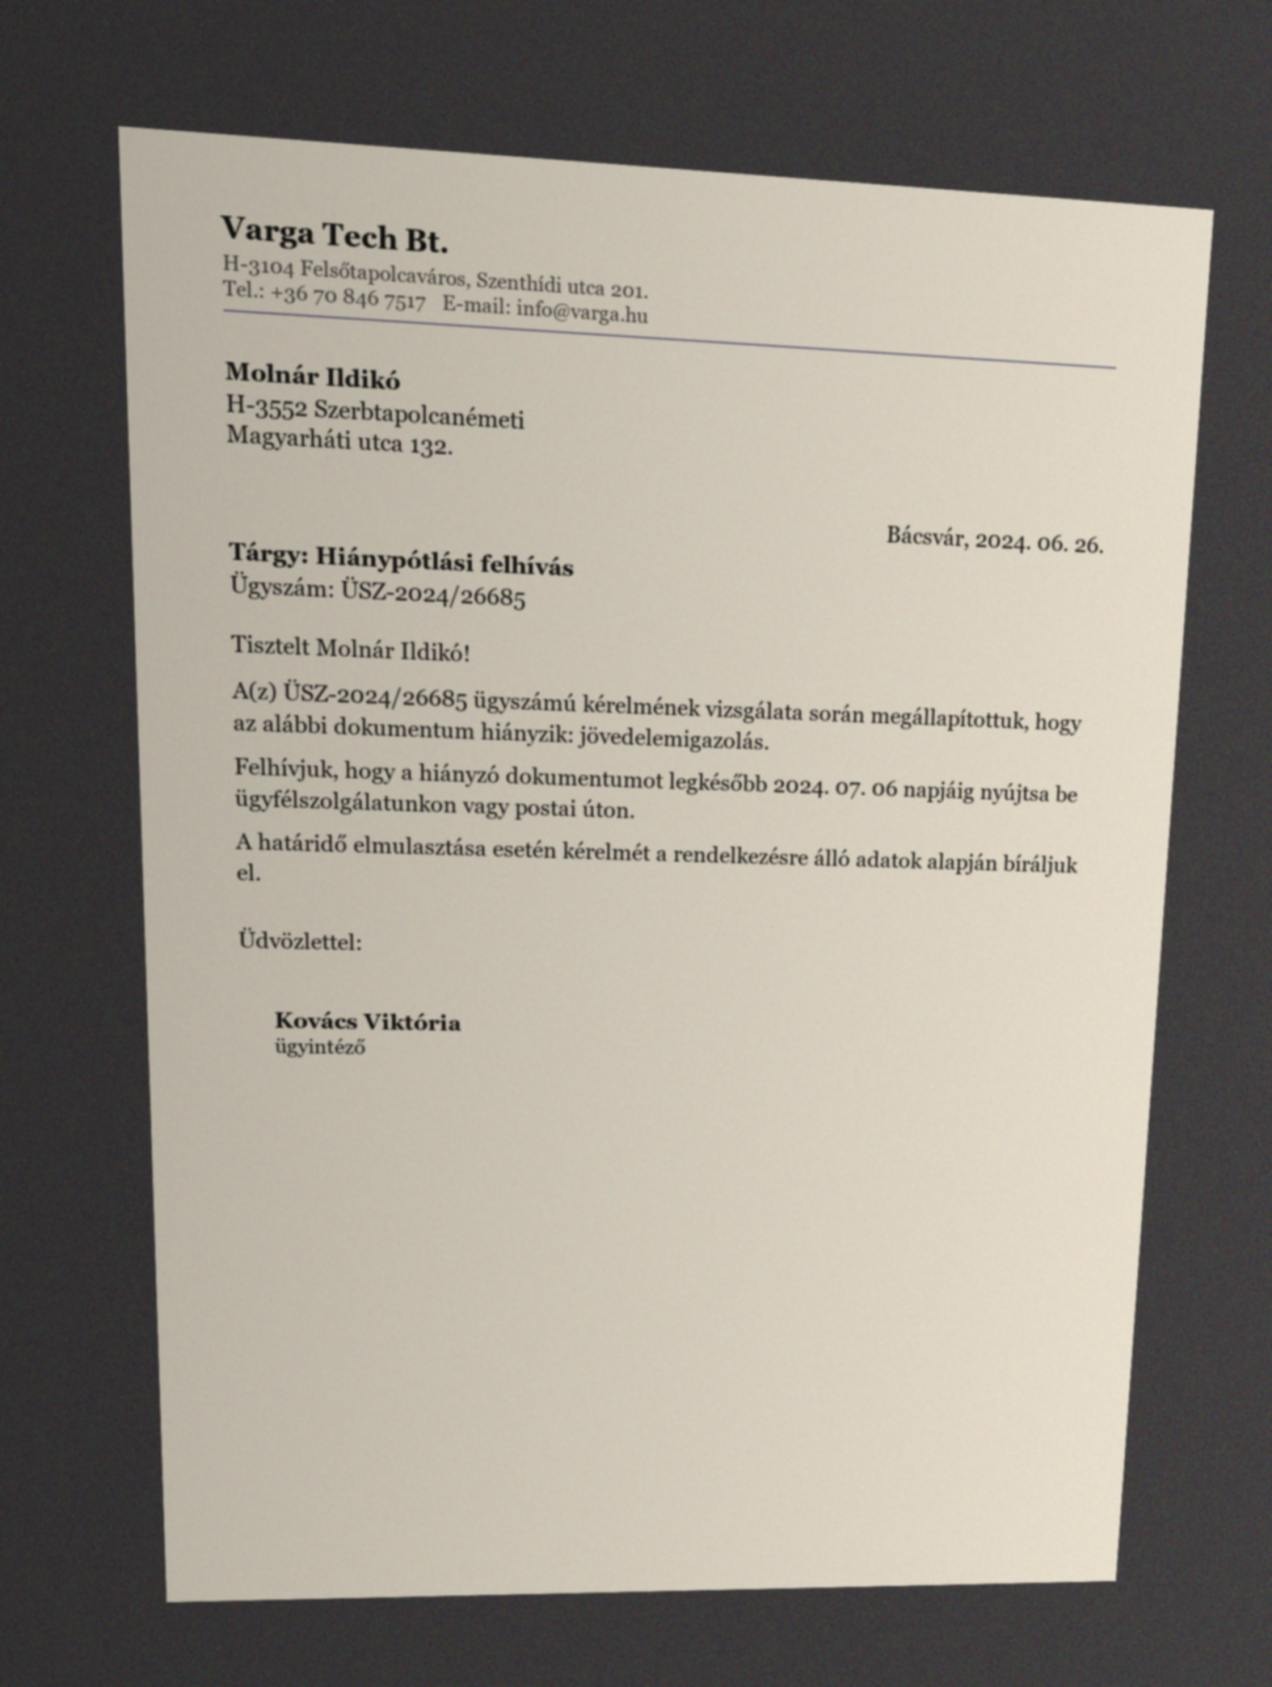 Varga Tech Bt.
H-3104 Felsőtapolcaváros, Szenthídi utca 201.
Tel.: +36 70 846 7517 E-mail: info@varga.hu
Molnár Ildikó
H-3552 Szerbtapolcanémeti
Magyarháti utca 132.
Bácsvár, 2024. 06. 26.
Tárgy: Hiánypótlási felhívás
Ügyszám: ÜSZ-2024/26685
Tisztelt Molnár Ildikó!
A(z) ÜSZ-2024/26685 ügyszámú kérelmének vizsgálata során megállapítottuk, hogy
az alábbi dokumentum hiányzik: jövedelemigazolás.
Felhívjuk, hogy a hiányzó dokumentumot legkésőbb 2024. 07. 06 napjáig nyújtsa be
ügyfélszolgálatunkon vagy postai úton.
A határidő elmulasztása esetén kérelmét a rendelkezésre álló adatok alapján bíráljuk
el.
Üdvözlettel:
Kovács Viktória
ügyintéző